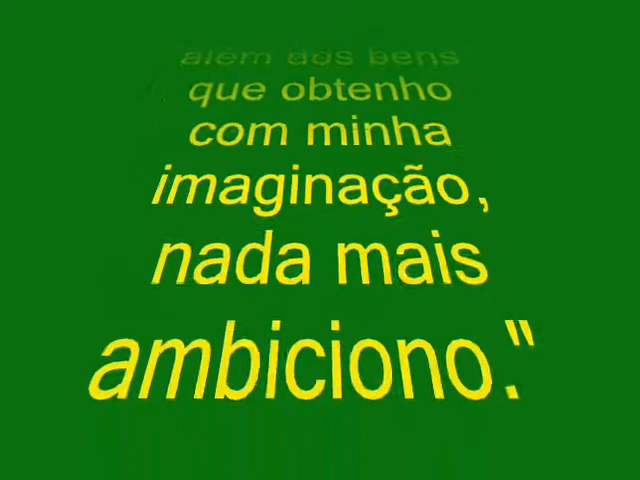 além dos bens
que obtenho
com minha
imaginação,
nada mais
ambiciono."